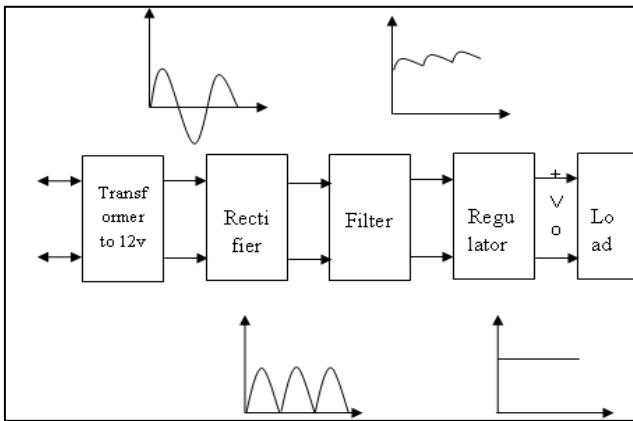 Transf
ormer
to 12v
Recti
fier
Filter
Regu
lator
+
V
o
Lo
ad